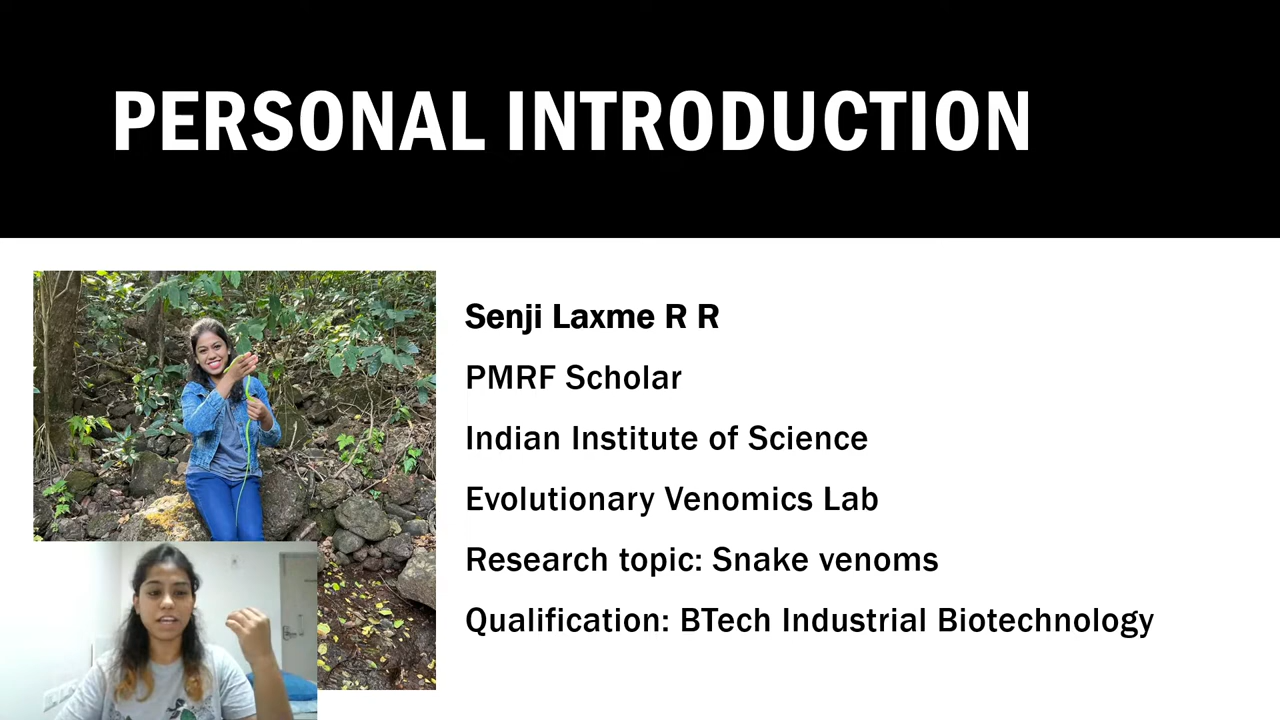 PERSONAL INTRODUCTION
Senji Laxme R R
PMRF Scholar
Indian Institute of Science
Evolutionary Venomics Lab
Research topic: Snake venoms
Qualification: BTech Industrial Biotechnology